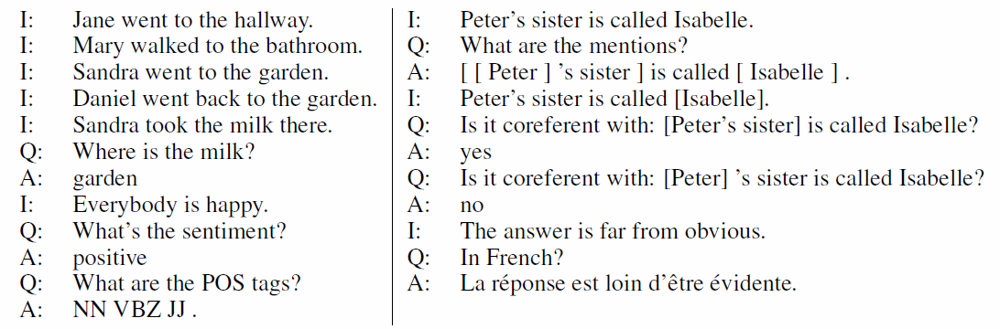 I: Jane went to the hallway.
I: Mary walked to the bathroom.
I: Sandra went to the garden.
I: Daniel went back to the garden.
I: Sandra took the milk there.
Q: Where is the milk?
A: garden
I: Everybody is happy.
Q: What's the sentiment?
A: positive
Q: What are the POS tags?
A: NN VBZ JJ .
I: Peter's sister is called Isabelle.
Q: What are the mentions?
A: [ [ Peter ] 's sister ] is called [ Isabelle ] .
I: Peter's sister is called [Isabelle].
Q: Is it coreferent with: [Peter's sister] is called Isabelle?
A: yes
Q: Is it coreferent with: [Peter] 's sister is called Isabelle?
A: no
I: The answer is far from obvious.
Q: In French?
A: La réponse est loin d'être évidente.